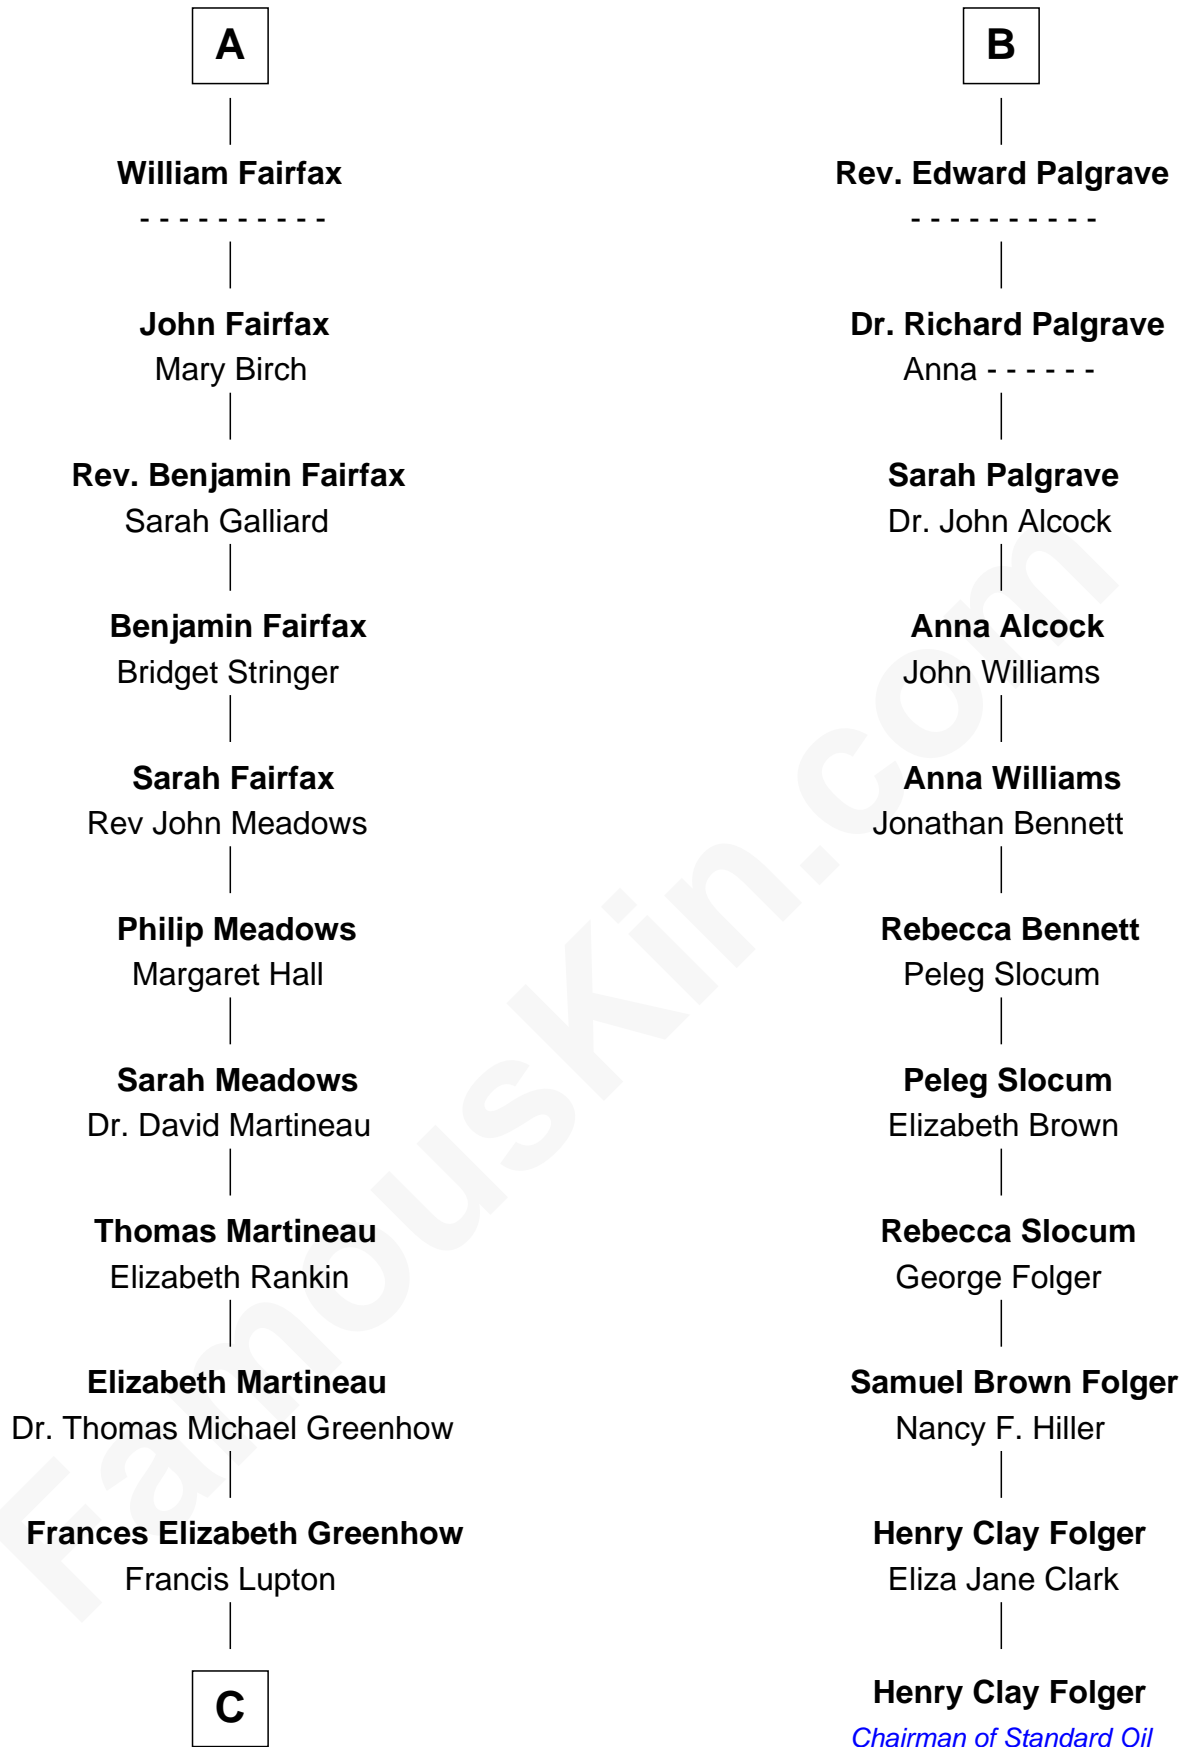 A
William Fairfax
- - - - - - - - - -
John Fairfax
Mary Birch
Rev. Benjamin Fairfax
Sarah Galliard
Benjamin Fairfax
Bridget Stringer
Sarah Fairfax
Rev John Meadows
Philip Meadows
Margaret Hall
Sarah Meadows
Dr. David Martineau
Thomas Martineau
Elizabeth Rankin
Elizabeth Martineau
Dr. Thomas Michael Greenhow
Frances Elizabeth Greenhow
Francis Lupton
C
B
Rev. Edward Palgrave
- - - - - - - - - -
Dr. Richard Palgrave
Anna - - - - - -
Sarah Palgrave
Dr. John Alcock
Anna Alcock
John Williams
Anna Williams
Jonathan Bennett
Rebecca Bennett
Peleg Slocum
Peleg Slocum
Elizabeth Brown
Rebecca Slocum
George Folger
Samuel Brown Folger
Nancy F. Hiller
Henry Clay Folger
Eliza Jane Clark
Henry Clay Folger
Chairman of Standard Oil
FamousKin.com